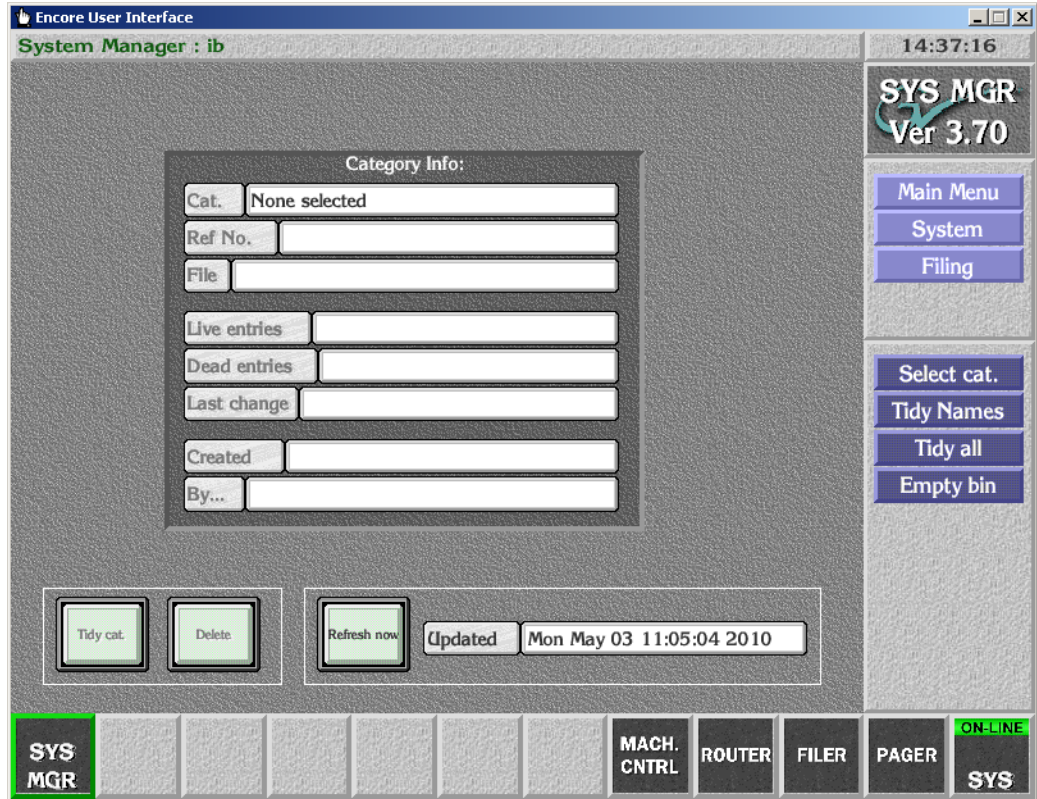 Encore User Interface
System Manager : ib
14:37:16
SYS MGR
Ver 3.70
Main Menu
System
Filing
Category Info:
Cat. None selected
Ref No.
File
Live entries
Dead entries
Last change
Created
By...
Select cat.
Tidy Names
Tidy all
Empty bin
Tidy cat.
Delete
Refresh now
Updated Mon May 03 11:05:04 2010
SYS
MGR
MACH.
CNTRL
ROUTER
FILER
PAGER
ON-LINE
SYS